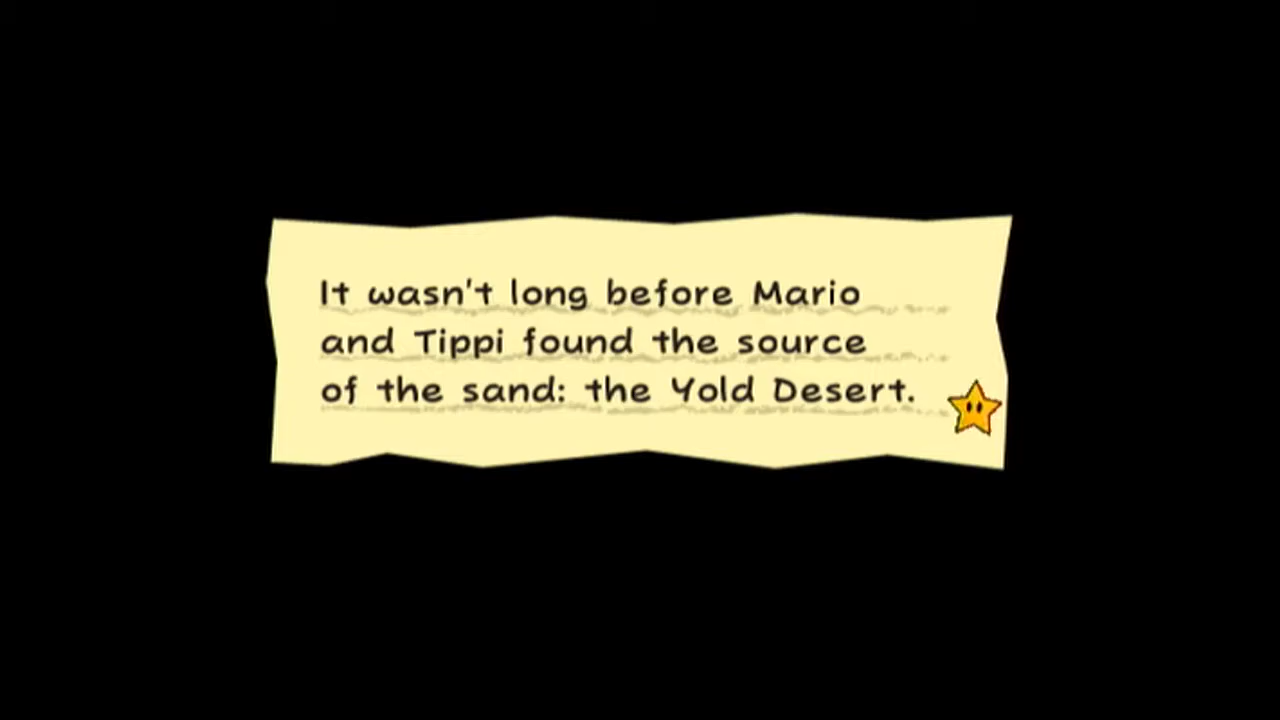 It wasn't long before Mario
and Tippi found the source
of the sand: the Yold Desert.